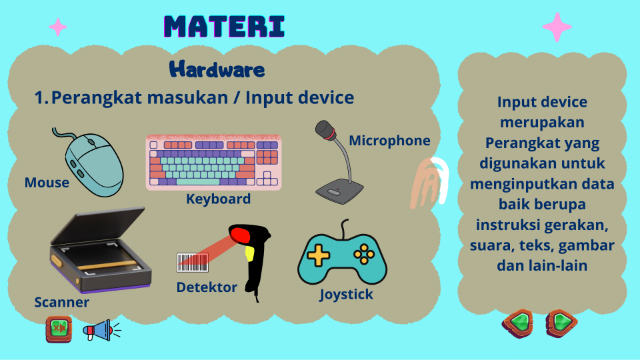 MATERI
Hardware
1. Perangkat masukan / Input device
Mouse
Keyboard
Microphone
Scanner
Detektor
Joystick
Input device
merupakan
Perangkat yang
digunakan untuk
menginputkan data
baik berupa
instruksi gerakan,
suara, teks, gambar
dan lain-lain